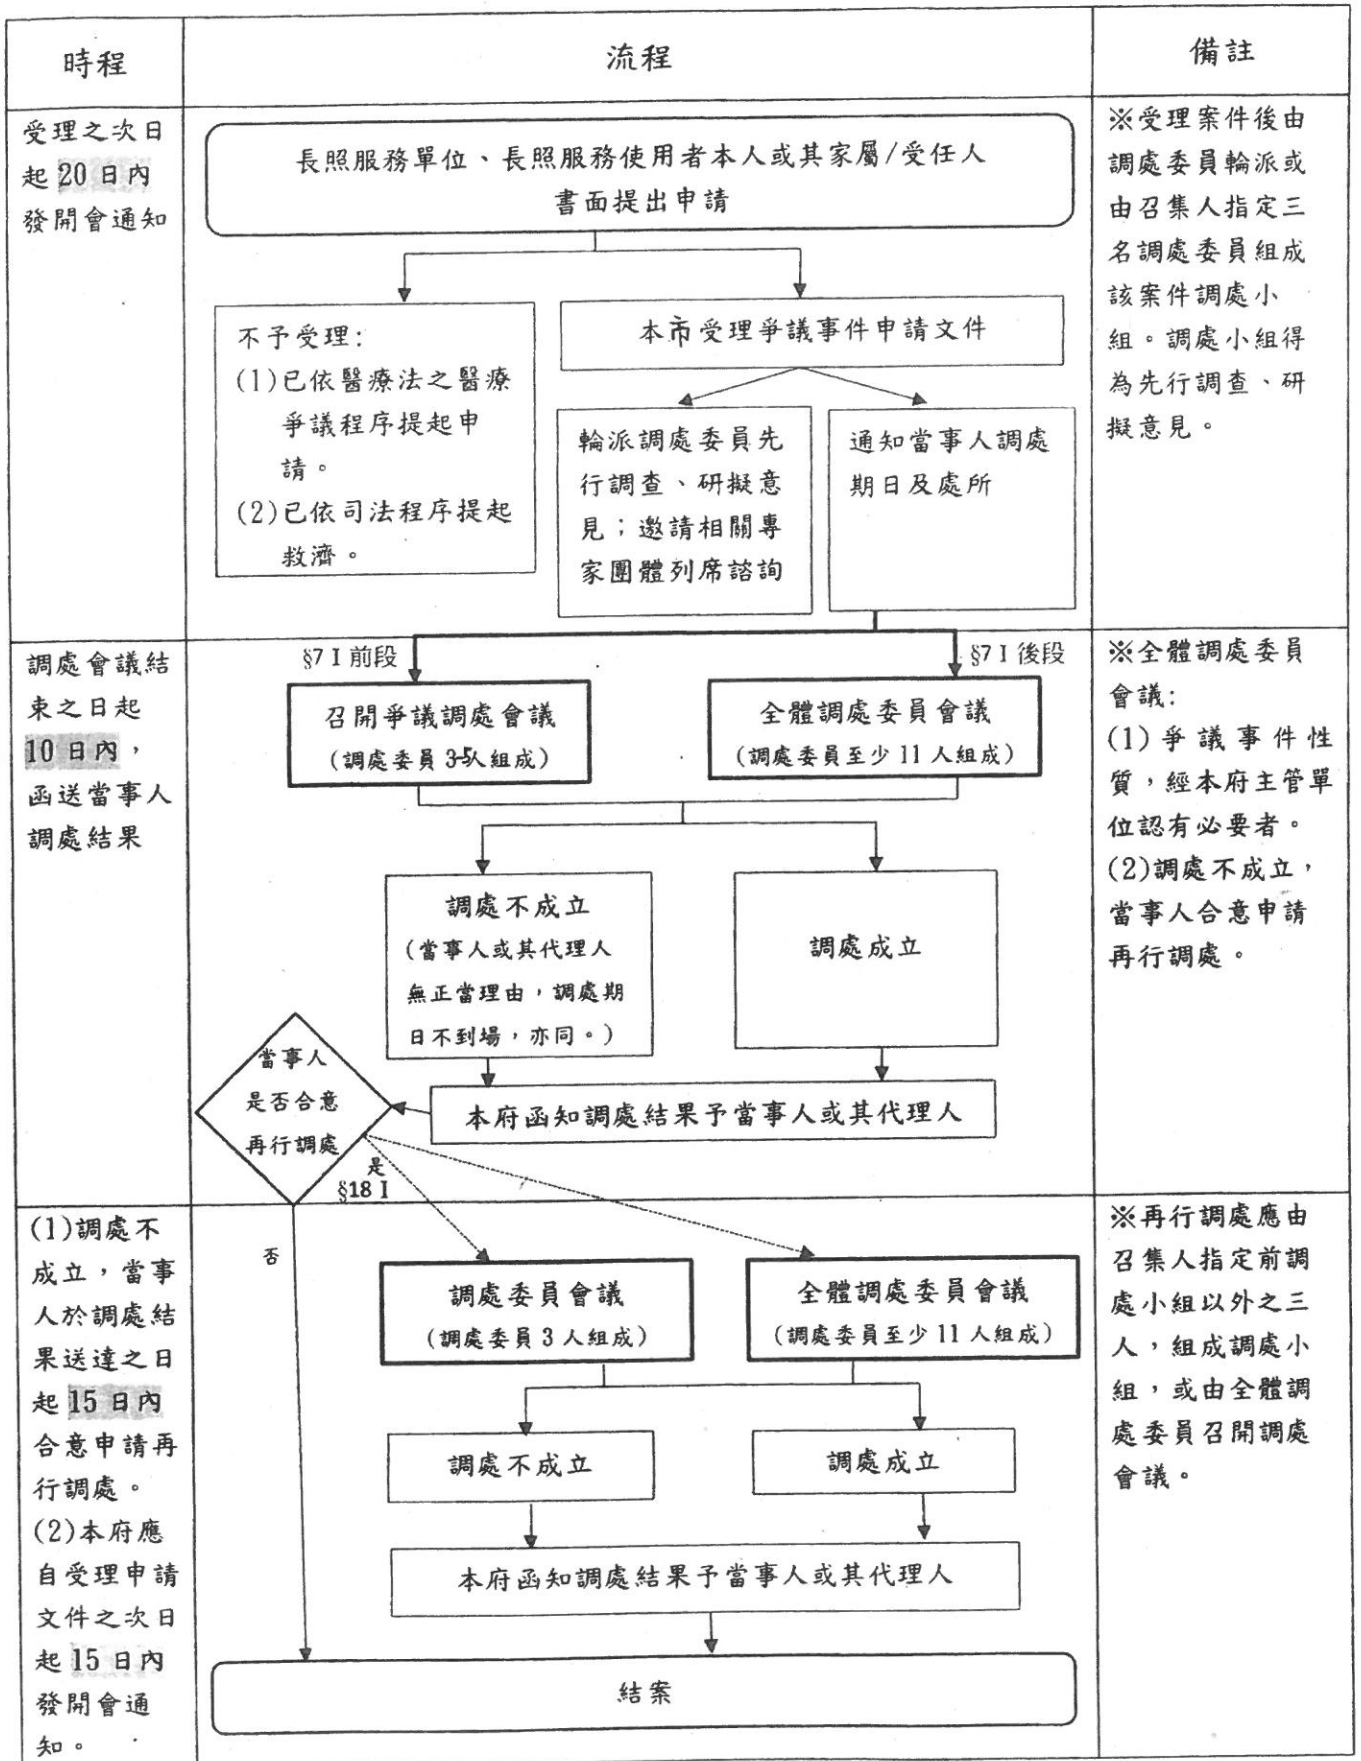 時程
流程
備註
受理之次日
起 20 日內
發開會通知
長照服務單位、長照服務使用者本人或其家屬/受任人
書面提出申請
不予受理:
(1)已依醫療法之醫療
爭議程序提起申
請。
(2)已依司法程序提起
救濟。
本市受理爭議事件申請文件
輪派調處委員先
行調查、研擬意
見；邀請相關專
家團體列席諮詢
通知當事人調處
期日及處所
※受理案件後由
調處委員輪派或
由召集人指定三
名調處委員組成
該案件調處小
組。調處小組得
為先行調查、研
擬意見。
調處會議結
束之日起
10 日內，
函送當事人
調處結果
§7 I 前段
§7 I 後段
召開爭議調處會議
(調處委員 3-5人組成)
全體調處委員會議
(調處委員至少 11 人組成)
調處不成立
(當事人或其代理人
無正當理由，調處期
日不到場，亦同。)
調處成立
當事人
是否合意
再行調處
本府函知調處結果予當事人或其代理人
是
§18 I
※全體調處委員
會議:
(1)爭議事件性
質，經本府主管單
位認有必要者。
(2)調處不成立，
當事人合意申請
再行調處。
(1)調處不
成立，當事
人於調處結
果送達之日
起 15 日內
合意申請再
行調處。
(2)本府應
自受理申請
文件之次日
起 15 日內
發開會通
知。
否
調處委員會議
(調處委員 3 人組成)
全體調處委員會議
(調處委員至少 11 人組成)
調處不成立
調處成立
本府函知調處結果予當事人或其代理人
結案
※再行調處應由
召集人指定前調
處小組以外之三
人，組成調處小
組，或由全體調
處委員召開調處
會議。